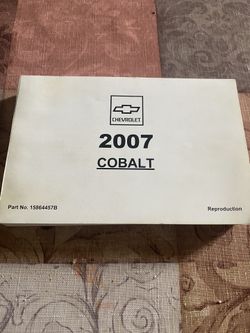 CHEVROLET
2007
COBALT
Part No. 15864457B
Reproduction